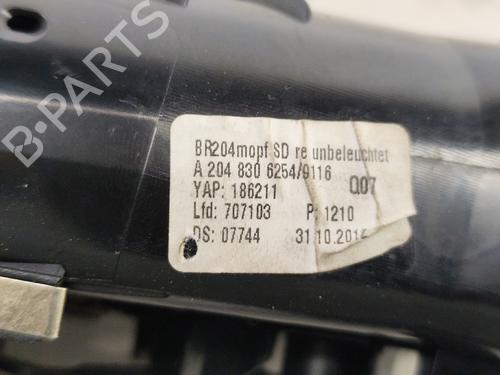 BR204mopf SD re unbeleuchtet
A 204 830 6254/9116
YAP: 186211 Q07
Lfd: 707103 P: 1210
DS: 07744 31.10.2014
B-PARTS